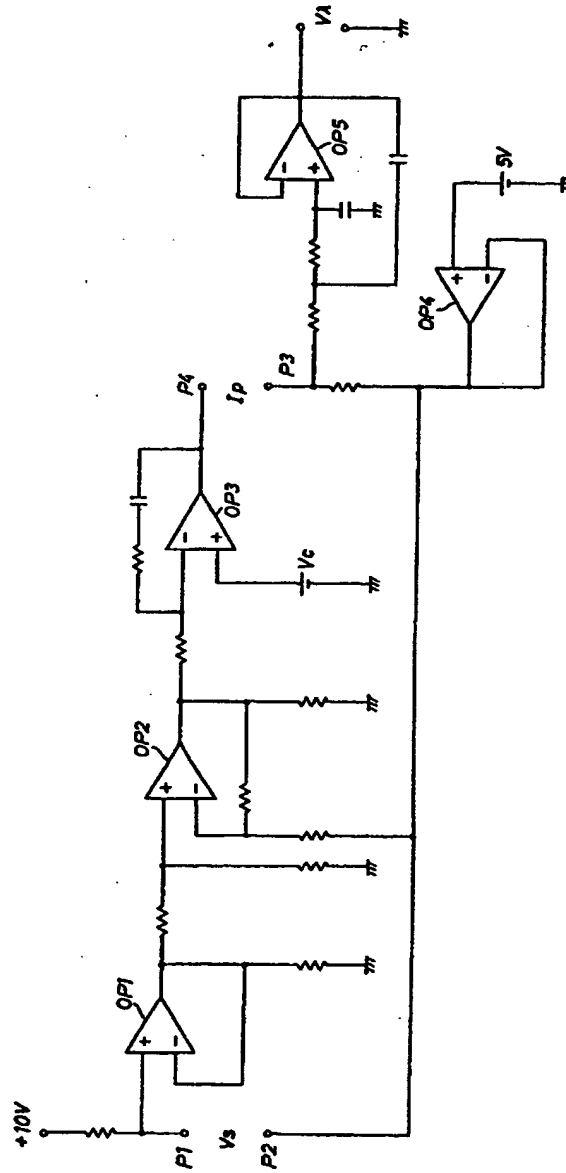 +10V
P1
Vs
P2
OP1
+
-
OP2
+
-
OP3
-
+
Vc
P4
Ip
P3
OP4
+
-
5V
OP5
-
+
Vλ